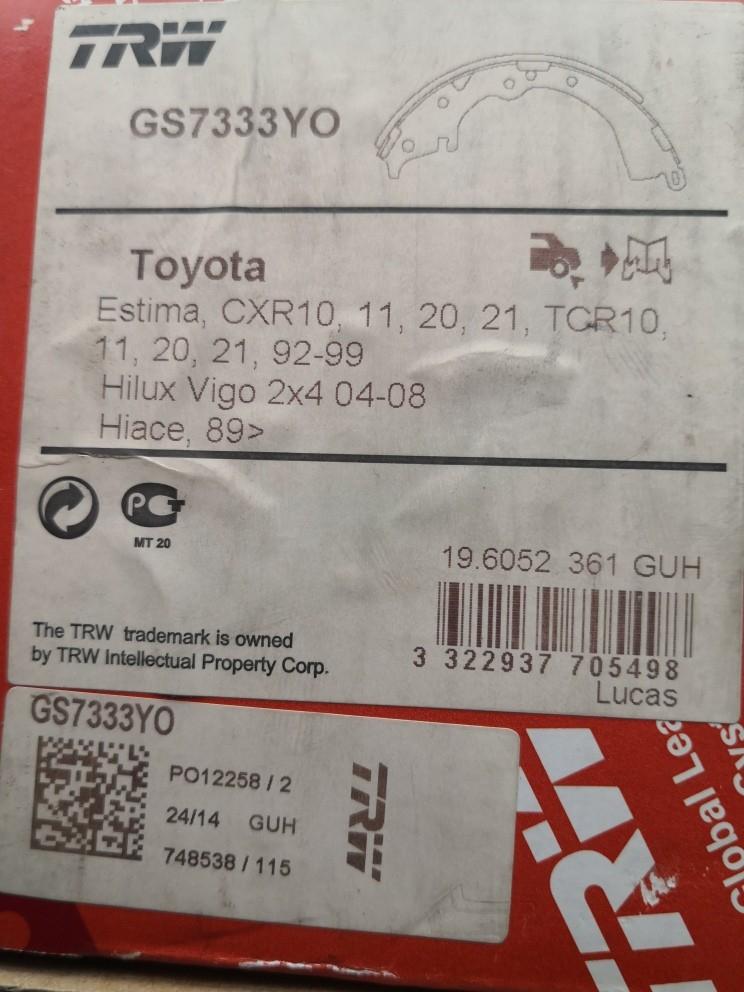 TRW
GS7333YO
Toyota
Estima, CXR10, 11, 20, 21, TCR10,
11, 20, 21, 92-99
Hilux Vigo 2x4 04-08
Hiace, 89>
MT 20
19.6052 361 GUH
3 322937 705498
Lucas
The TRW trademark is owned
by TRW Intellectual Property Corp.
GS7333YO
PO12258 / 2
24/14 GUH
748538 / 115
TRW
TRW
Global